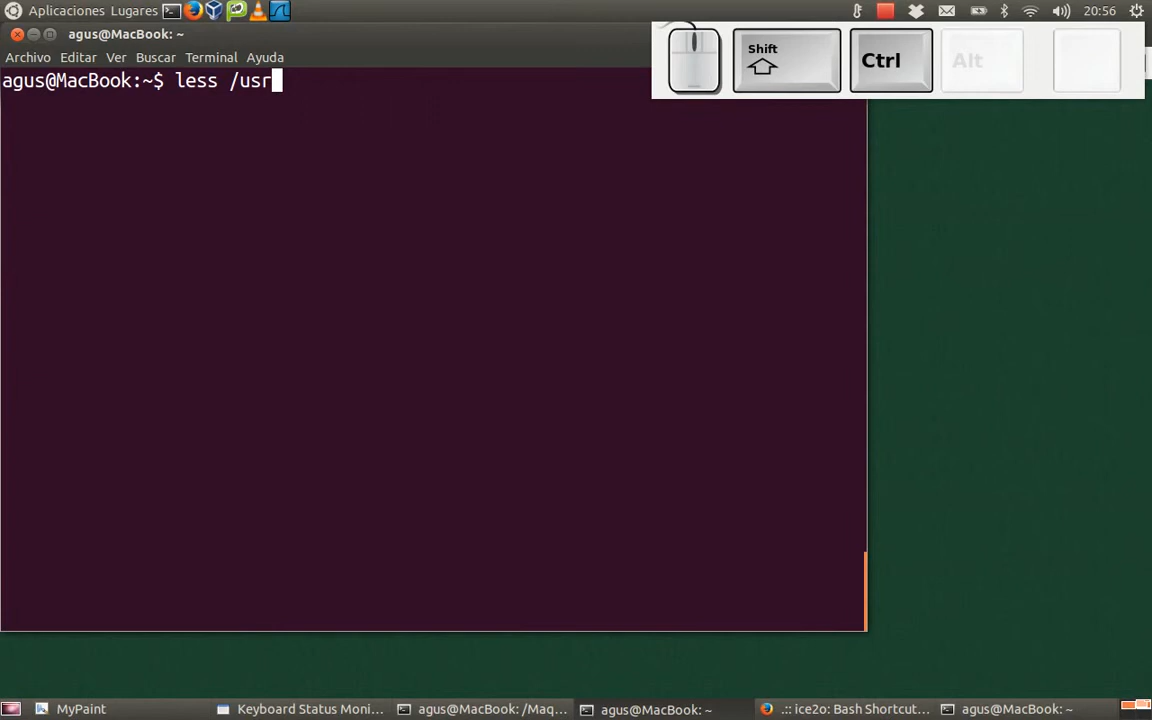 Aplicaciones Lugares
20:56
agus@MacBook: ~
Archivo Editar Ver Buscar Terminal Ayuda
Shift
Ctrl
Alt
agus@MacBook:~$ less /usr
MyPaint
Keyboard Status Moni...
agus@MacBook: /Maq...
agus@MacBook: ~
.:: ice2o: Bash Shortcut...
agus@MacBook: ~